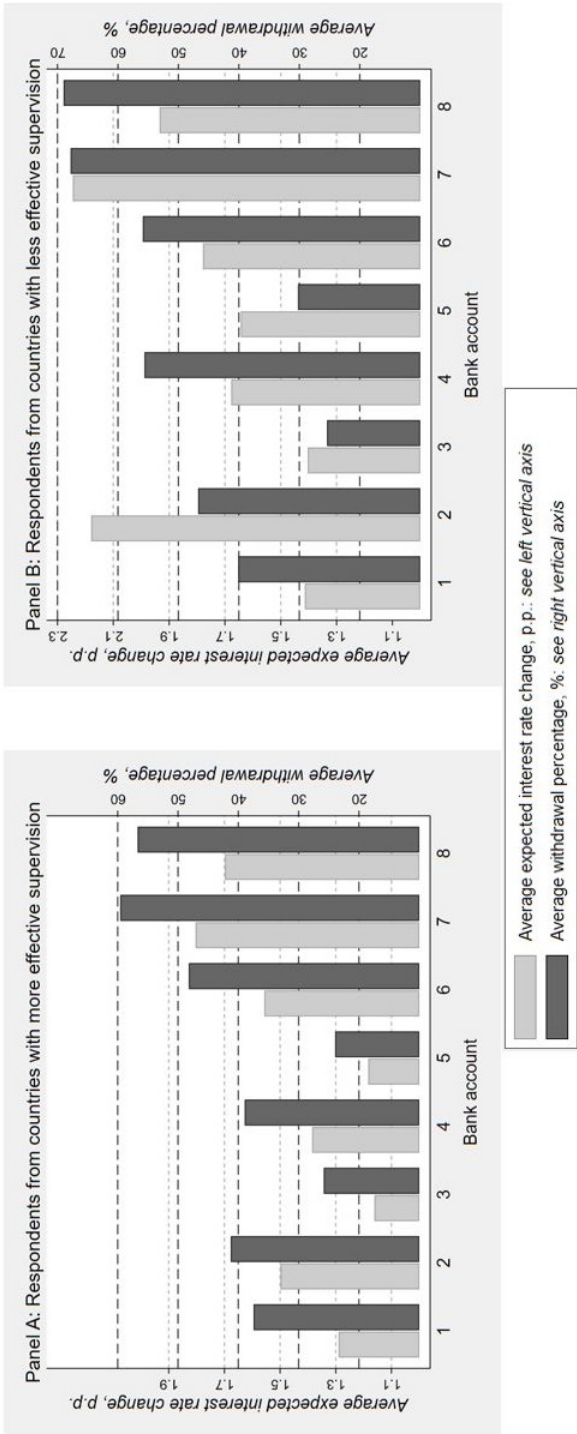 Panel A: Respondents from countries with more effective supervision
Average expected interest rate change, p.p.
1.9
1.7
1.5
1.3
1.1
60
50
40
30
20
Average withdrawal percentage, %
1 2 3 4 5 6 7 8
Bank account
Panel B: Respondents from countries with less effective supervision
Average expected interest rate change, p.p.
2.3
2.1
1.9
1.7
1.5
1.3
1.1
70
60
50
40
30
20
Average withdrawal percentage, %
1 2 3 4 5 6 7 8
Bank account
Average expected interest rate change, p.p.: see left vertical axis
Average withdrawal percentage, %: see right vertical axis